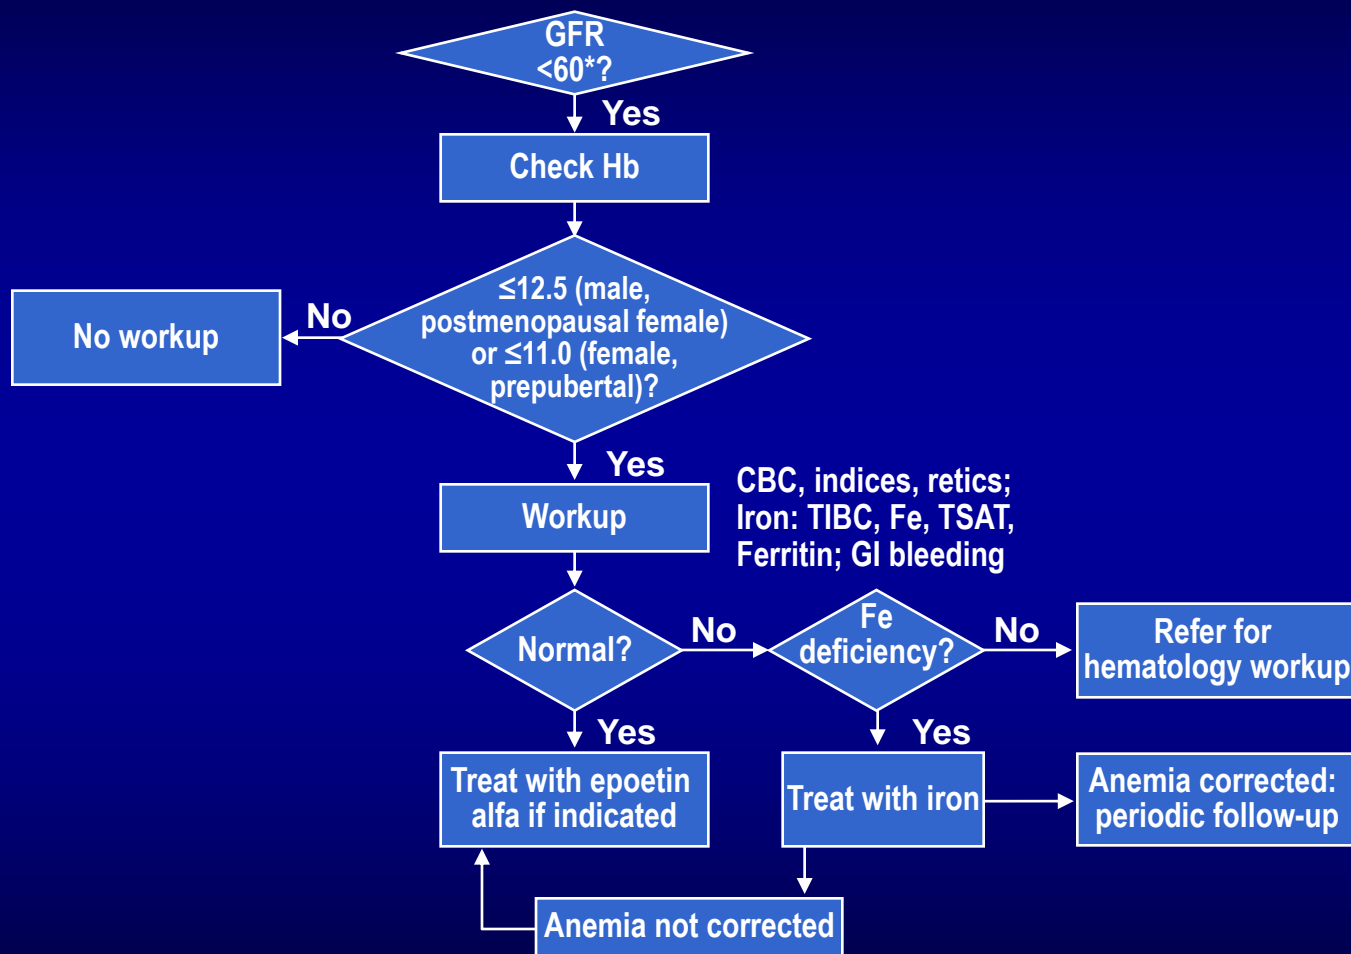 GFR
<60*?
Yes
Check Hb
≤12.5 (male,
postmenopausal female)
or ≤11.0 (female,
prepubertal)?
No
No workup
Yes
Workup
CBC, indices, retics;
Iron: TIBC, Fe, TSAT,
Ferritin; GI bleeding
Normal?
No
Fe
deficiency?
No
Refer for
hematology workup
Yes
Yes
Treat with epoetin
alfa if indicated
Treat with iron
Anemia corrected:
periodic follow-up
Anemia not corrected